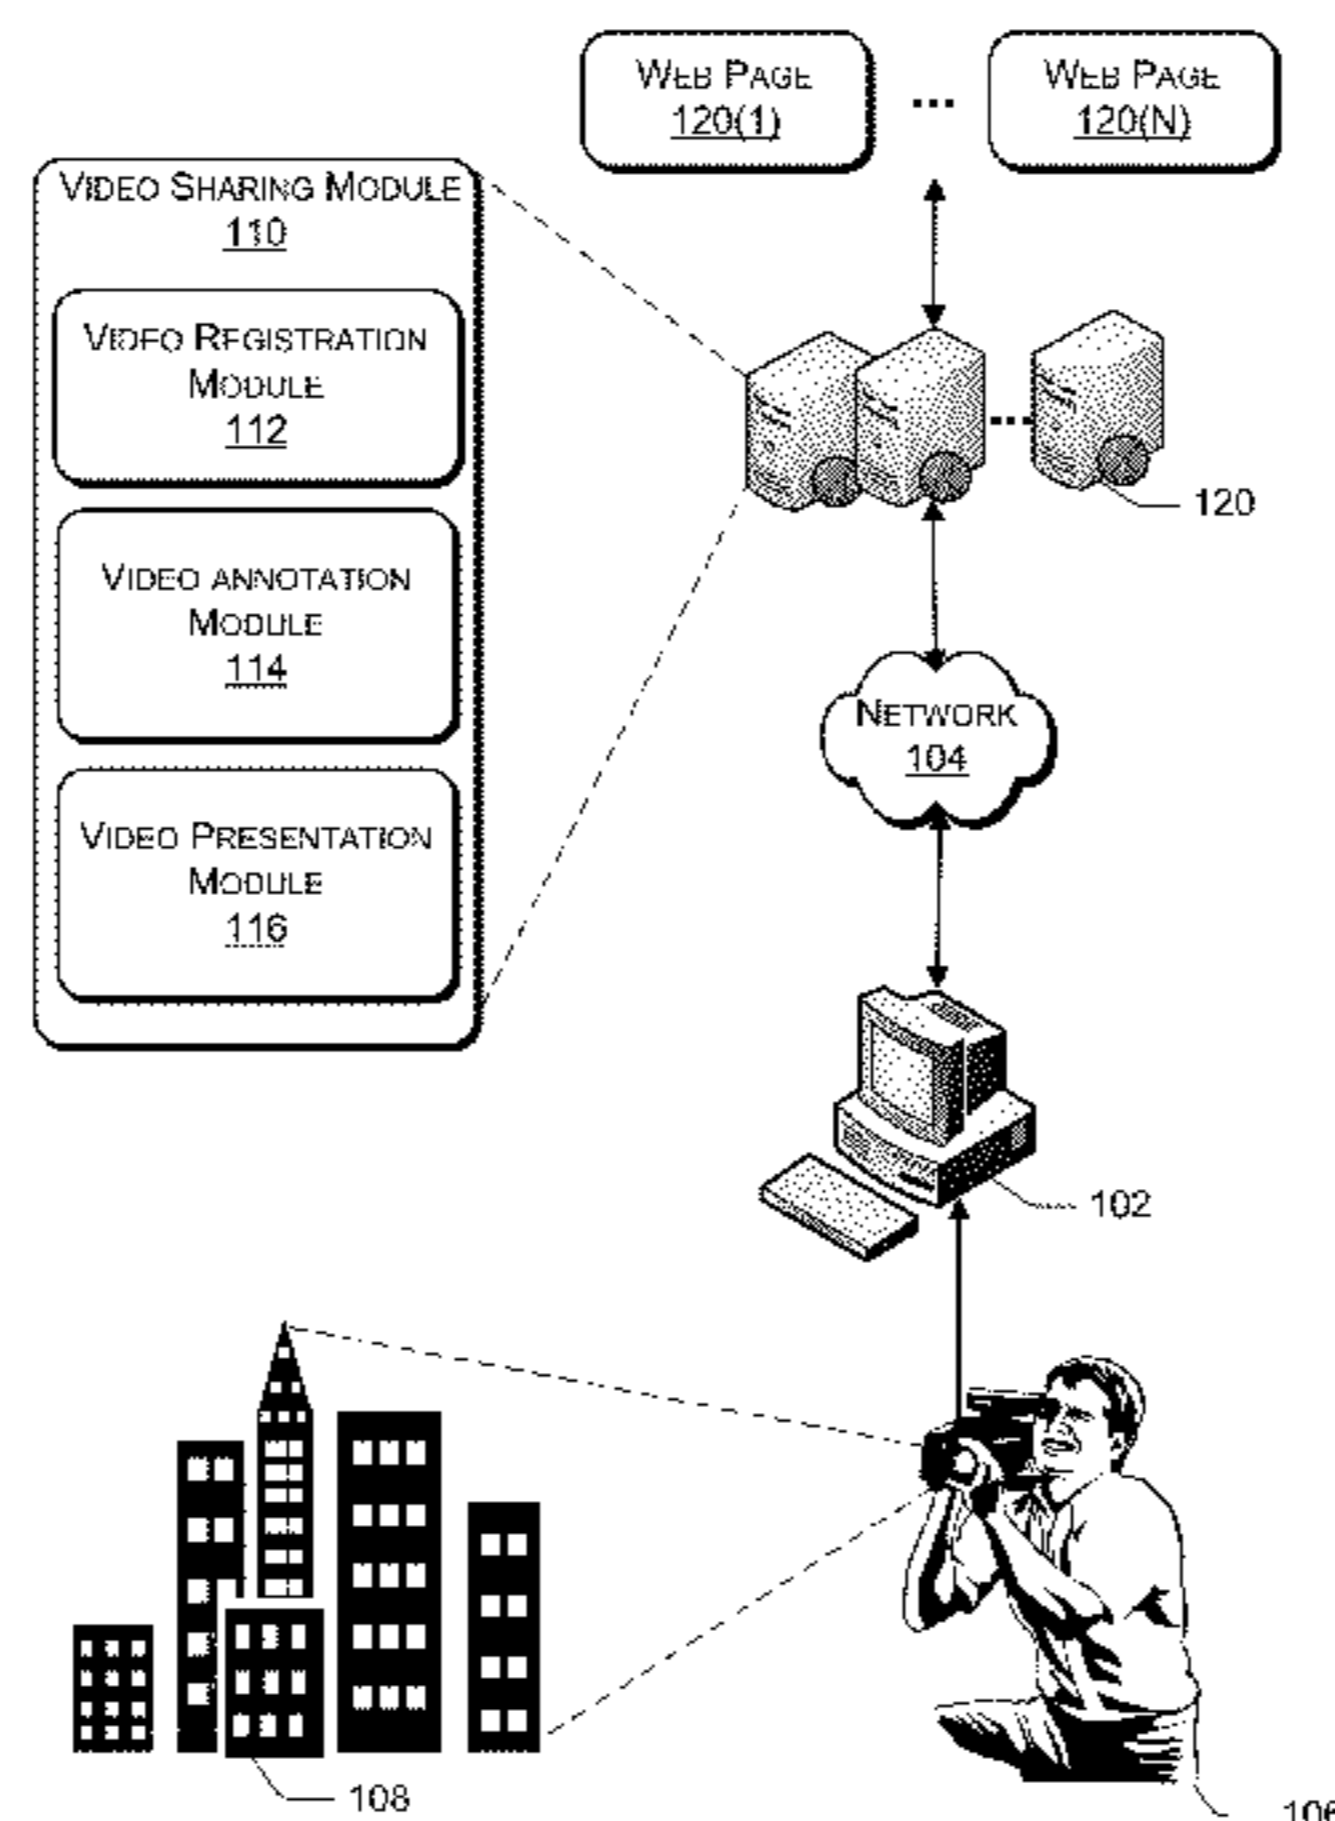 WEB PAGE
120(1)
...
WEB PAGE
120(N)
VIDEO SHARING MODULE
110
VIDEO REGISTRATION
MODULE
112
...
120
VIDEO ANNOTATION
MODULE
114
NETWORK
104
VIDEO PRESENTATION
MODULE
116
102
108
106